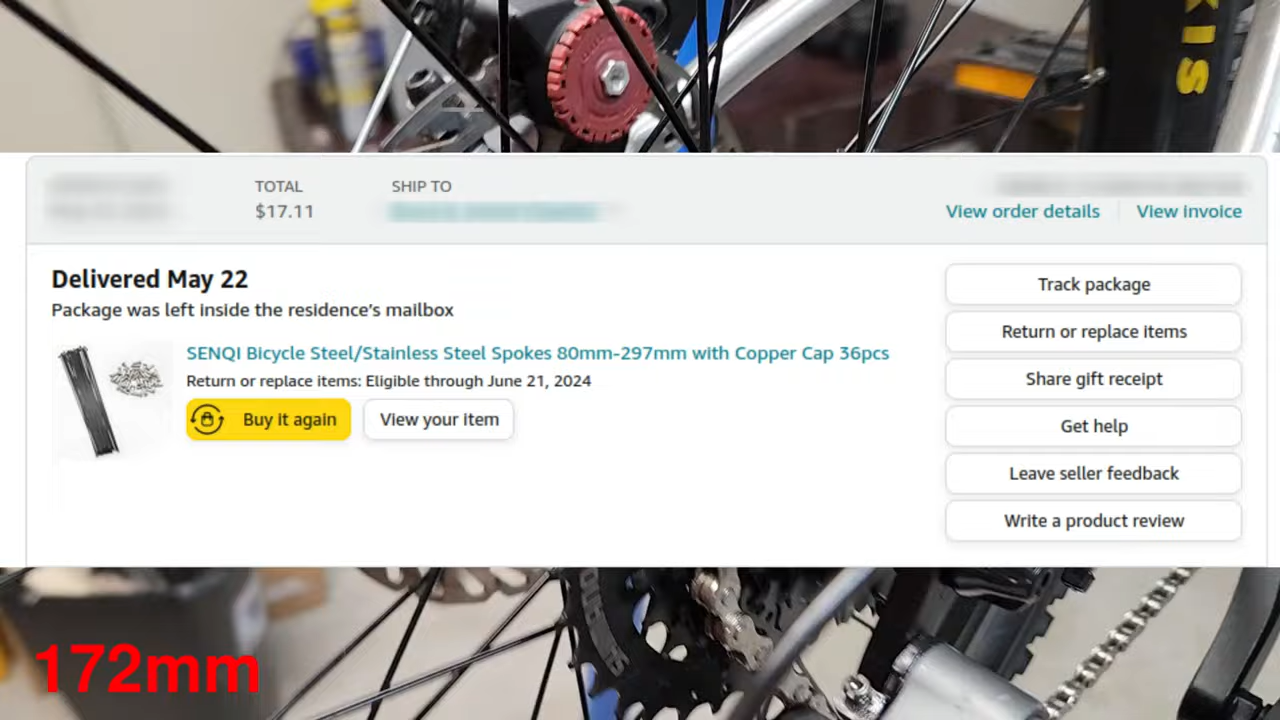 XIS
TOTAL
SHIP TO
$17.11
View order details
View invoice
Delivered May 22
Package was left inside the residence's mailbox
SENQI Bicycle Steel/Stainless Steel Spokes 80mm-297mm with Copper Cap 36pcs
Return or replace items: Eligible through June 21, 2024
Buy it again
View your item
Track package
Return or replace items
Share gift receipt
Get help
Leave seller feedback
Write a product review
172mm